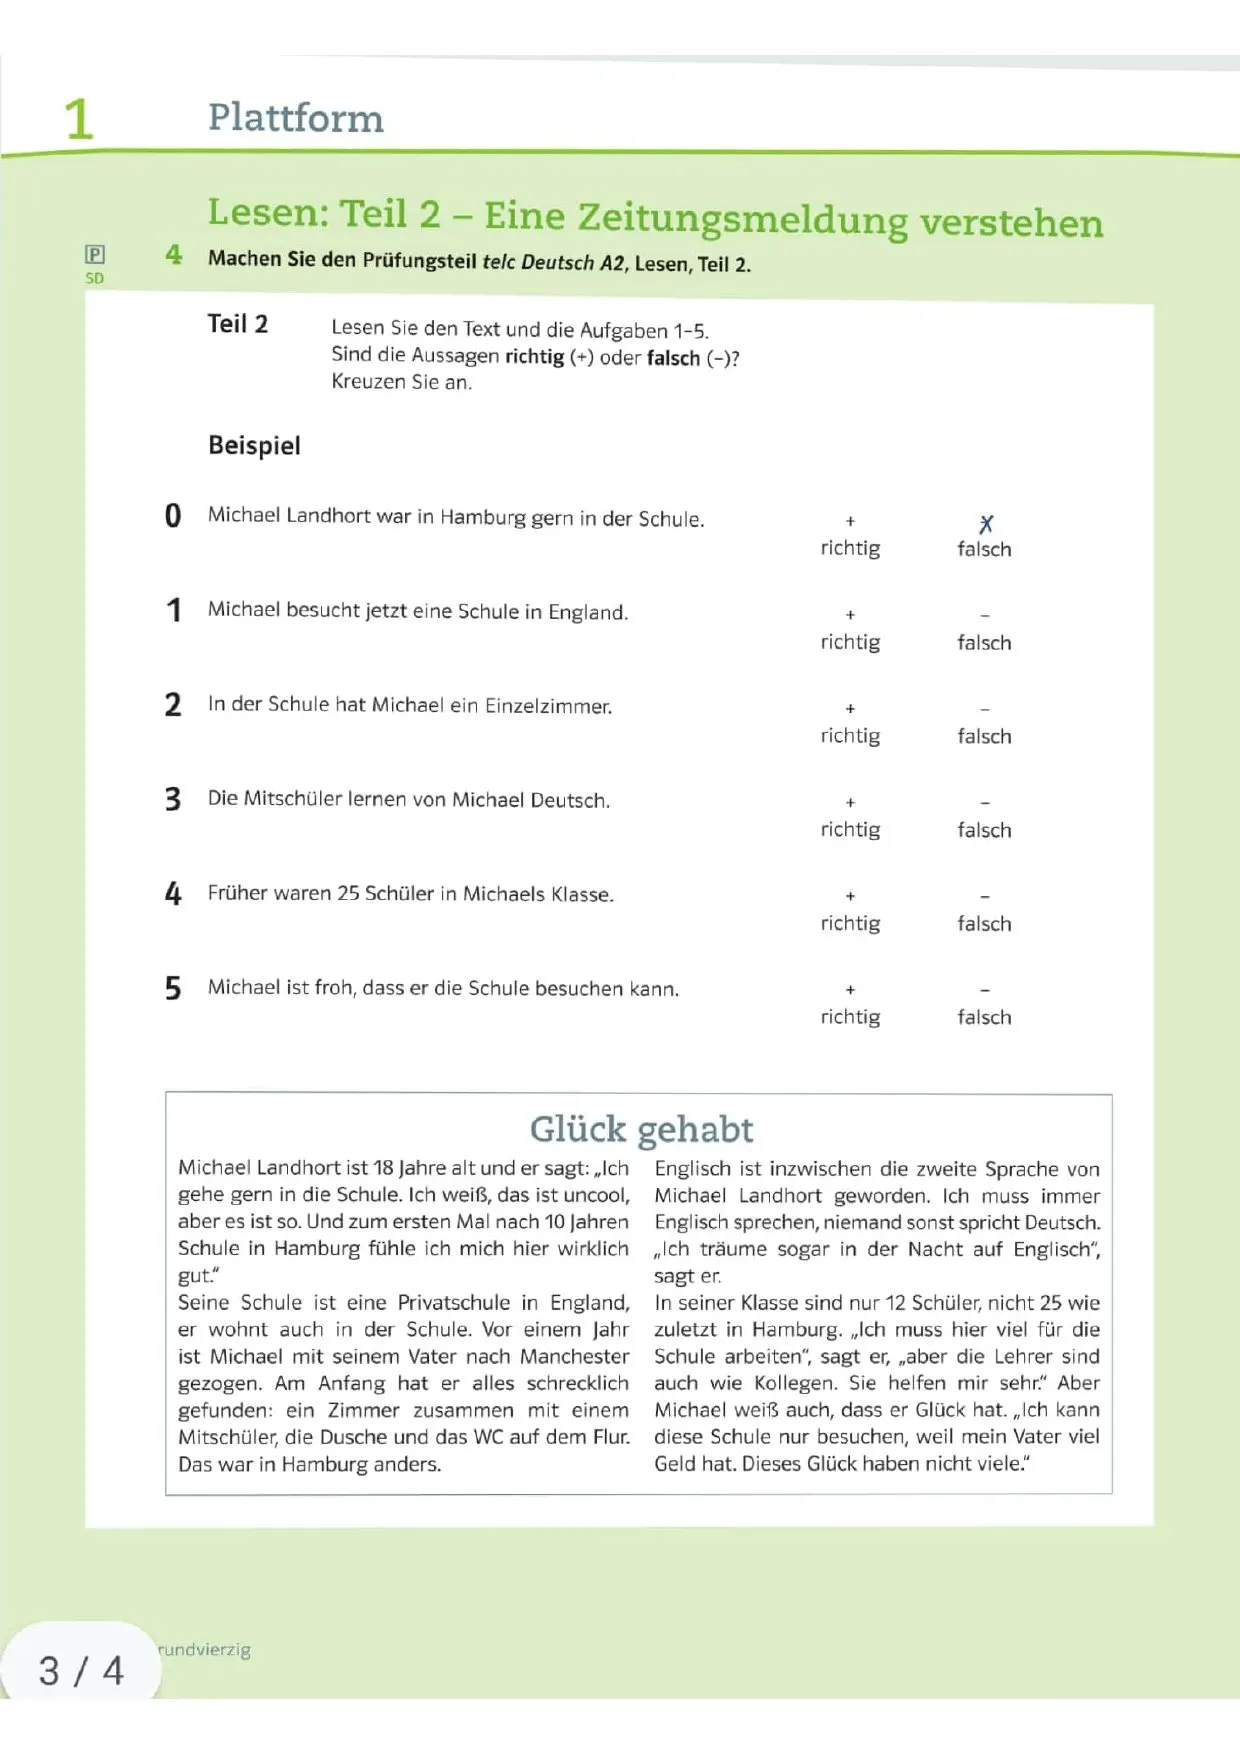 1 Plattform
Lesen: Teil 2 – Eine Zeitungsmeldung verstehen
P
SD
4 Machen Sie den Prüfungsteil telc Deutsch A2, Lesen, Teil 2.
Teil 2 Lesen Sie den Text und die Aufgaben 1–5.
Sind die Aussagen richtig (+) oder falsch (–)?
Kreuzen Sie an.
Beispiel
0 Michael Landhort war in Hamburg gern in der Schule. + X
richtig falsch
1 Michael besucht jetzt eine Schule in England. + –
richtig falsch
2 In der Schule hat Michael ein Einzelzimmer. + –
richtig falsch
3 Die Mitschüler lernen von Michael Deutsch. + –
richtig falsch
4 Früher waren 25 Schüler in Michaels Klasse. + –
richtig falsch
5 Michael ist froh, dass er die Schule besuchen kann. + –
richtig falsch
Glück gehabt
Michael Landhort ist 18 Jahre alt und er sagt: „Ich
gehe gern in die Schule. Ich weiß, das ist uncool,
aber es ist so. Und zum ersten Mal nach 10 Jahren
Schule in Hamburg fühle ich mich hier wirklich
gut.“
Seine Schule ist eine Privatschule in England,
er wohnt auch in der Schule. Vor einem Jahr
ist Michael mit seinem Vater nach Manchester
gezogen. Am Anfang hat er alles schrecklich
gefunden: ein Zimmer zusammen mit einem
Mitschüler, die Dusche und das WC auf dem Flur.
Das war in Hamburg anders.
Englisch ist inzwischen die zweite Sprache von
Michael Landhort geworden. Ich muss immer
Englisch sprechen, niemand sonst spricht Deutsch.
„Ich träume sogar in der Nacht auf Englisch“,
sagt er.
In seiner Klasse sind nur 12 Schüler, nicht 25 wie
zuletzt in Hamburg. „Ich muss hier viel für die
Schule arbeiten“, sagt er, „aber die Lehrer sind
auch wie Kollegen. Sie helfen mir sehr.“ Aber
Michael weiß auch, dass er Glück hat. „Ich kann
diese Schule nur besuchen, weil mein Vater viel
Geld hat. Dieses Glück haben nicht viele.“
rundvierzig
3 / 4